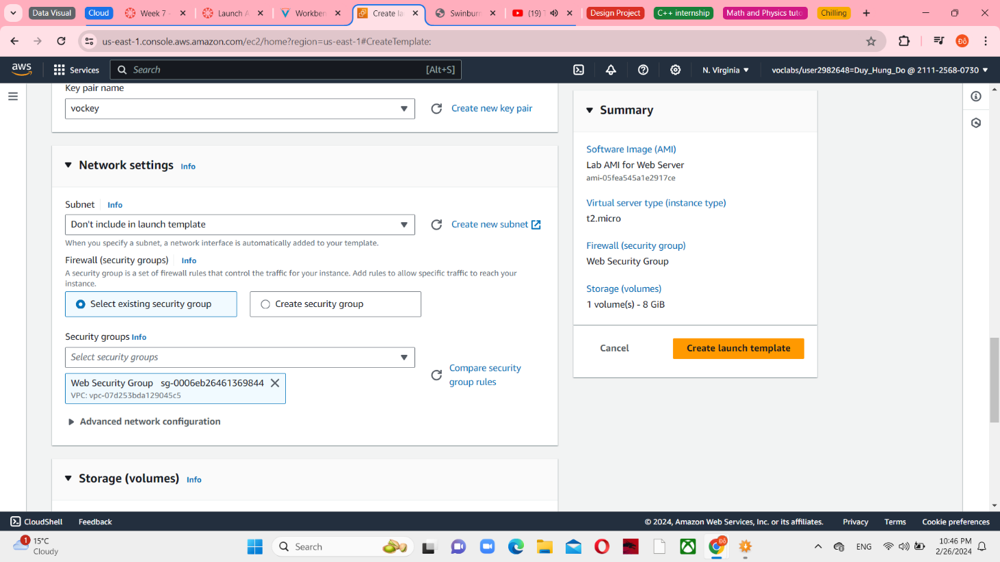 Data Visual
Cloud
Week 7
Launch A
Workben
Create la
Swinburn
(19)
Design Project
C++ internship
Math and Physics tuto
Chilling
us-east-1.console.aws.amazon.com/ec2/home?region=us-east-1#CreateTemplate:
Đỗ
aws
Services
Search
[Alt+S]
N. Virginia
voclabs/user2982648=Duy_Hung_Do @ 2111-2568-0730
Key pair name
vockey
Create new key pair
Network settings Info
Subnet Info
Don't include in launch template
Create new subnet
When you specify a subnet, a network interface is automatically added to your template.
Firewall (security groups) Info
A security group is a set of firewall rules that control the traffic for your instance. Add rules to allow specific traffic to reach your
instance.
Select existing security group
Create security group
Security groups Info
Select security groups
Compare security
group rules
Web Security Group sg-0006eb26461369844
VPC: vpc-07d253bda129045c5
Advanced network configuration
Storage (volumes) Info
Summary
Software Image (AMI)
Lab AMI for Web Server
ami-05fea545a1e2917ce
Virtual server type (instance type)
t2.micro
Firewall (security group)
Web Security Group
Storage (volumes)
1 volume(s) - 8 GiB
Cancel
Create launch template
CloudShell
Feedback
© 2024, Amazon Web Services, Inc. or its affiliates.
Privacy
Terms
Cookie preferences
1
15°C
Cloudy
Search
Đỗ
ENG
10:46 PM
2/26/2024